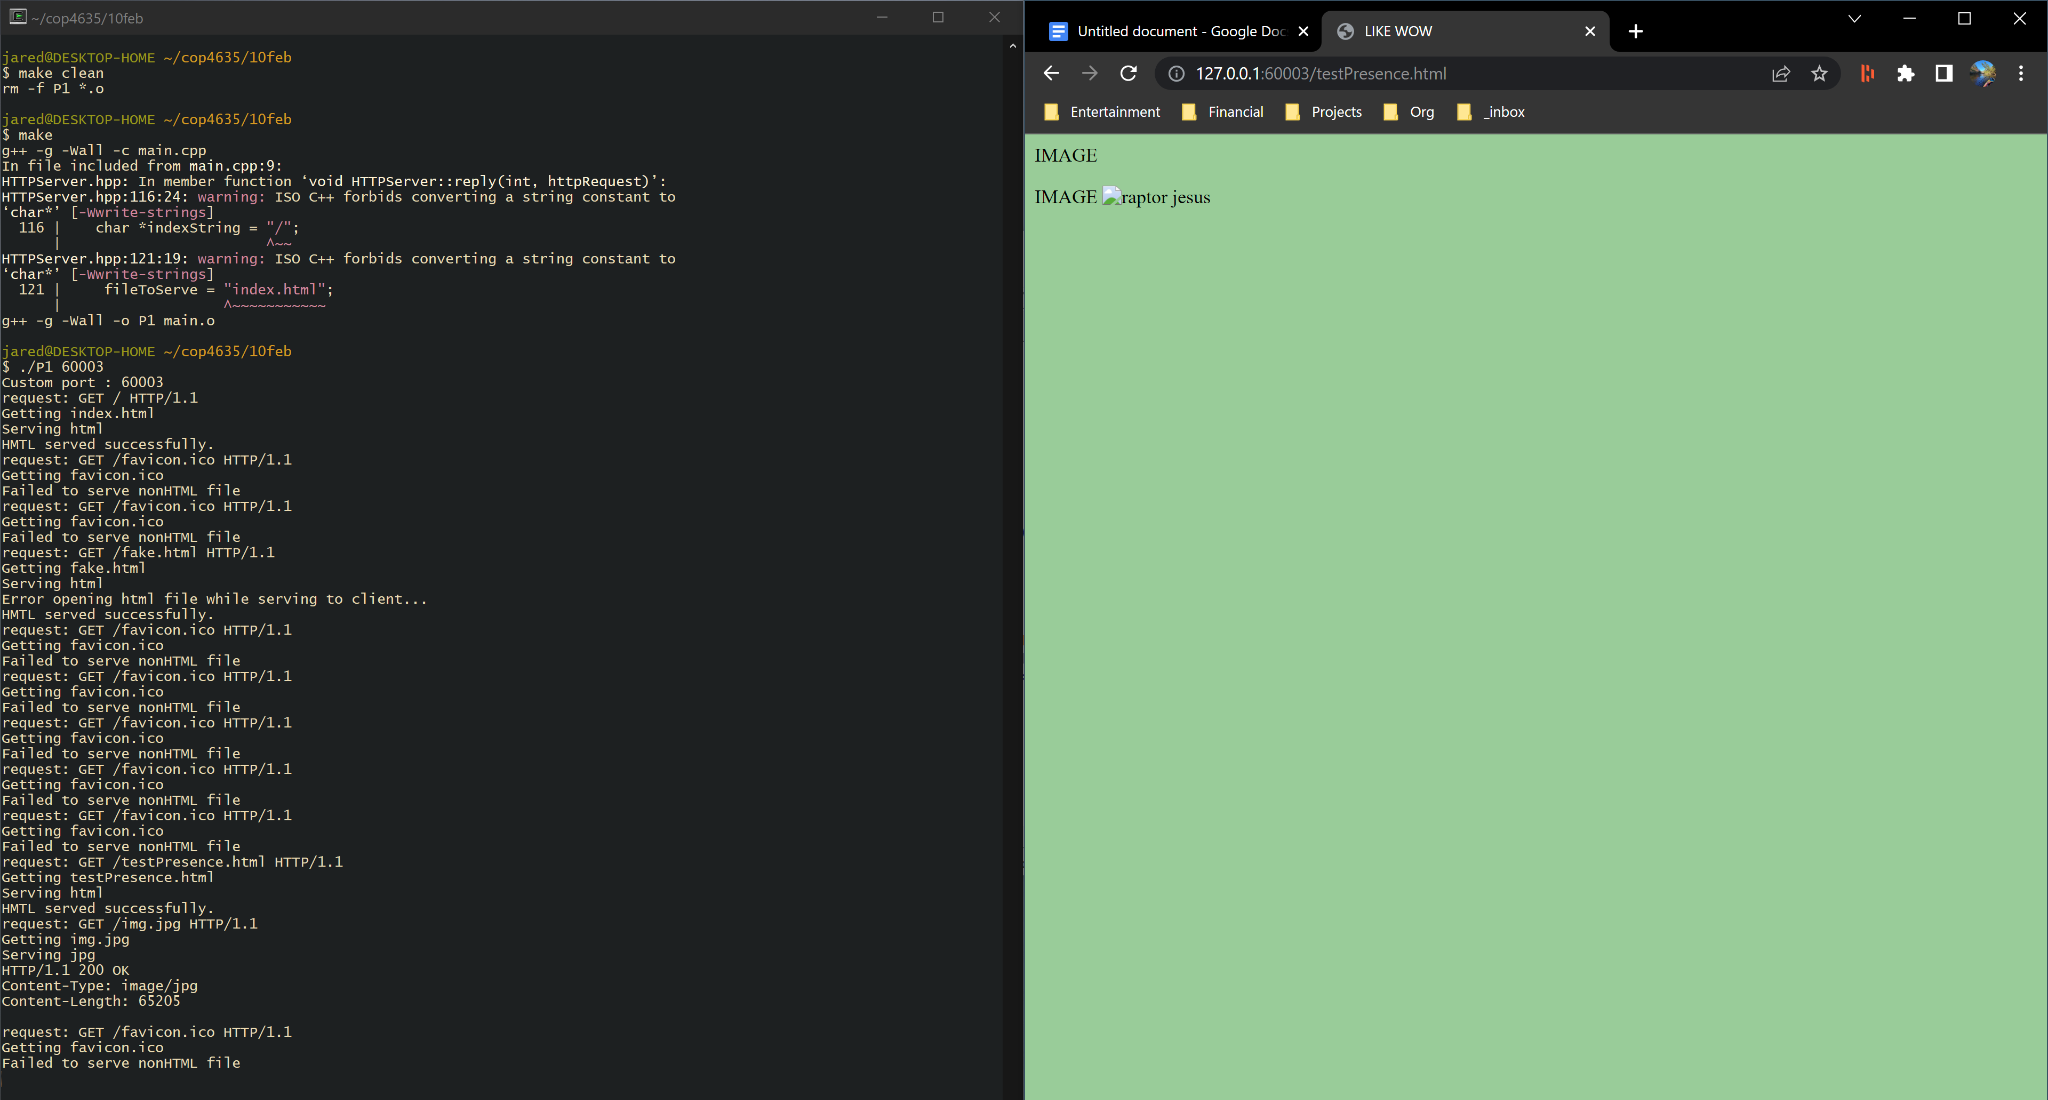 ~/cop4635/10feb
jared@DESKTOP-HOME ~/cop4635/10feb
$ make clean
rm -f P1 *.o
jared@DESKTOP-HOME ~/cop4635/10feb
$ make
g++ -g -Wall -c main.cpp
In file included from main.cpp:9:
HTTPServer.hpp: In member function ‘void HTTPServer::reply(int, httpRequest)’:
HTTPServer.hpp:116:24: warning: ISO C++ forbids converting a string constant to
‘char*’ [-Wwrite-strings]
116 |    char *indexString = "/";
|                        ^~~
HTTPServer.hpp:121:19: warning: ISO C++ forbids converting a string constant to
‘char*’ [-Wwrite-strings]
121 |     fileToServe = "index.html";
|                   ^~~~~~~~~~~~
g++ -g -Wall -o P1 main.o
jared@DESKTOP-HOME ~/cop4635/10feb
$ ./P1 60003
Custom port : 60003
request: GET / HTTP/1.1
Getting index.html
Serving html
HMTL served successfully.
request: GET /favicon.ico HTTP/1.1
Getting favicon.ico
Failed to serve nonHTML file
request: GET /favicon.ico HTTP/1.1
Getting favicon.ico
Failed to serve nonHTML file
request: GET /fake.html HTTP/1.1
Getting fake.html
Serving html
Error opening html file while serving to client...
HMTL served successfully.
request: GET /favicon.ico HTTP/1.1
Getting favicon.ico
Failed to serve nonHTML file
request: GET /favicon.ico HTTP/1.1
Getting favicon.ico
Failed to serve nonHTML file
request: GET /favicon.ico HTTP/1.1
Getting favicon.ico
Failed to serve nonHTML file
request: GET /favicon.ico HTTP/1.1
Getting favicon.ico
Failed to serve nonHTML file
request: GET /favicon.ico HTTP/1.1
Getting favicon.ico
Failed to serve nonHTML file
request: GET /testPresence.html HTTP/1.1
Getting testPresence.html
Serving html
HMTL served successfully.
request: GET /img.jpg HTTP/1.1
Getting img.jpg
Serving jpg
HTTP/1.1 200 OK
Content-Type: image/jpg
Content-Length: 65205
request: GET /favicon.ico HTTP/1.1
Getting favicon.ico
Failed to serve nonHTML file
Untitled document - Google Doc
LIKE WOW
127.0.0.1:60003/testPresence.html
Entertainment Financial Projects Org _inbox
IMAGE
IMAGE raptor jesus